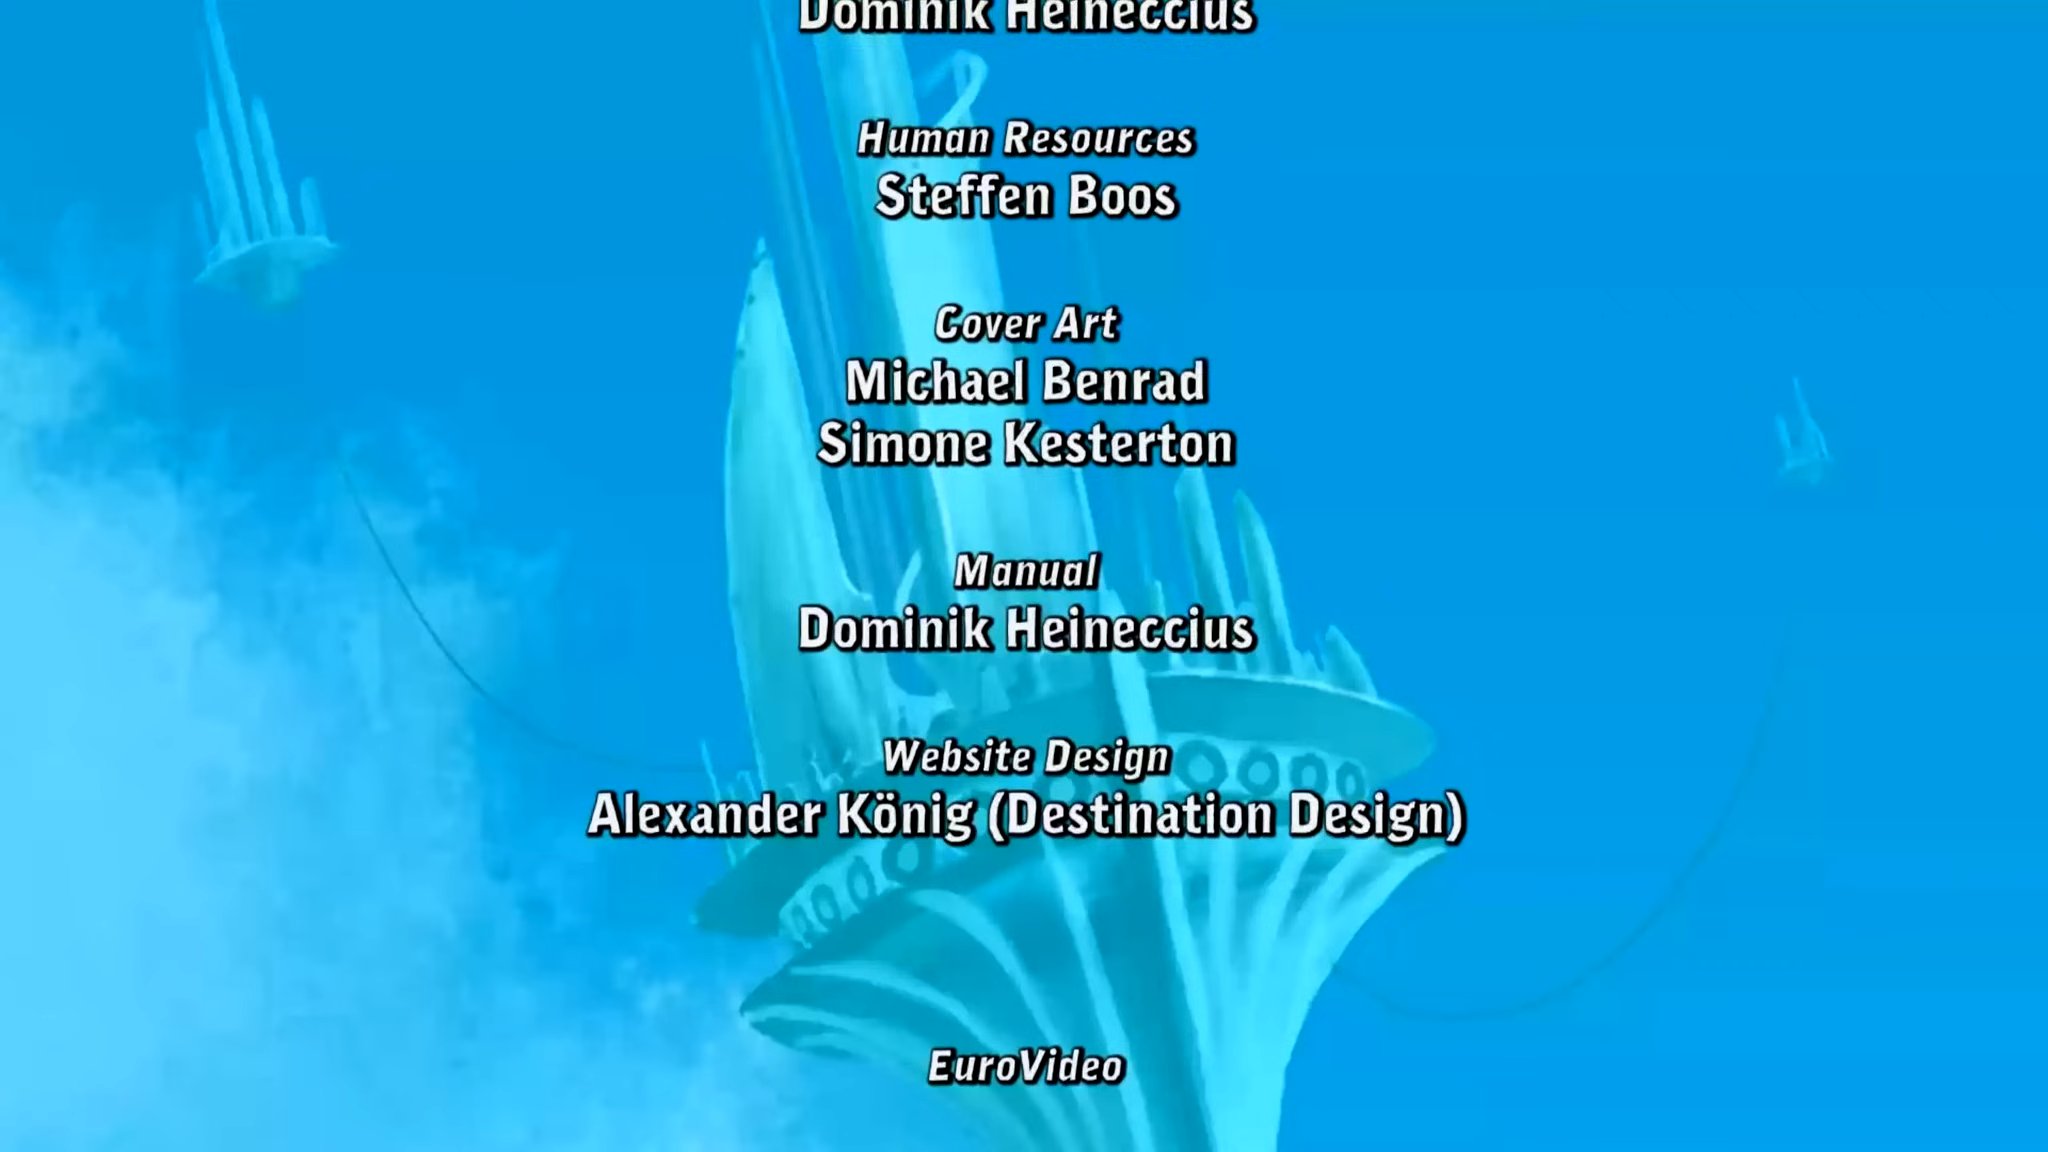 Dominik Heineccius
Human Resources
Steffen Boos
Cover Art
Michael Benrad
Simone Kesterton
Manual
Dominik Heineccius
Website Design
Alexander König (Destination Design)
EuroVideo